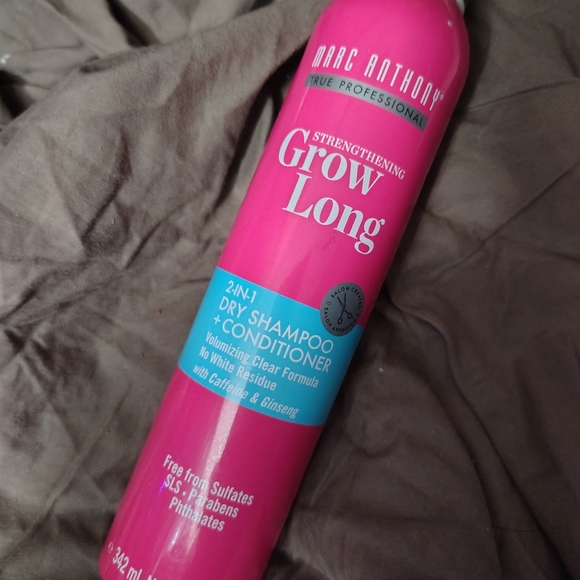 MARC ANTHONY®
TRUE PROFESSIONAL
STRENGTHENING
Grow
Long
2-IN-1
DRY SHAMPOO
+ CONDITIONER
Volumizing Clear Formula
No White Residue
with Caffeine & Ginseng
Free from Sulfates
SLS • Parabens
Phthalates
342 mL